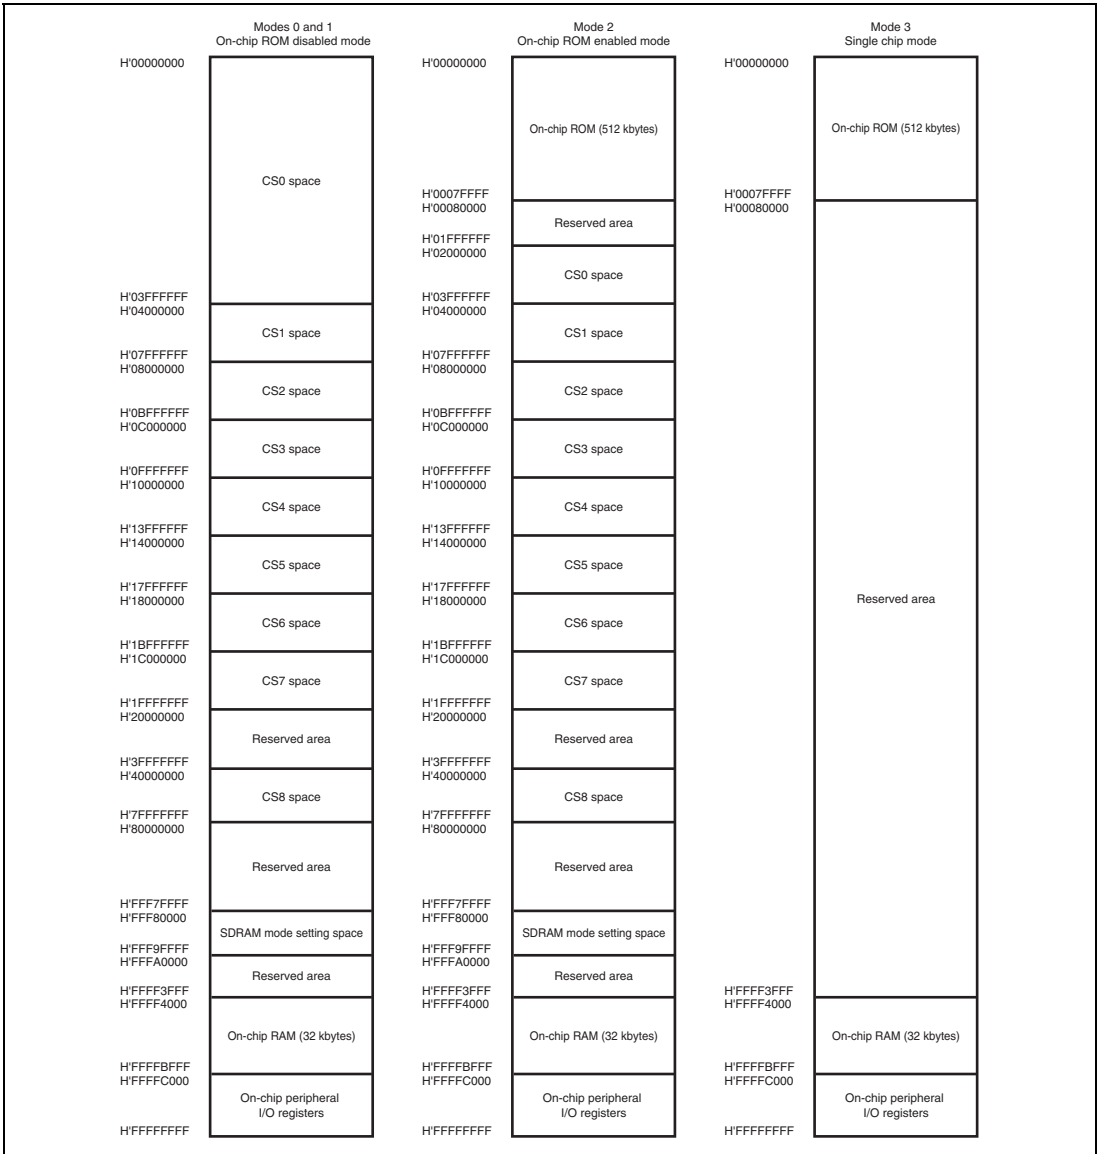 Modes 0 and 1
On-chip ROM disabled mode
H'00000000
CS0 space
H'03FFFFFF
H'04000000
CS1 space
H'07FFFFFF
H'08000000
CS2 space
H'0BFFFFFF
H'0C000000
CS3 space
H'0FFFFFFF
H'10000000
CS4 space
H'13FFFFFF
H'14000000
CS5 space
H'17FFFFFF
H'18000000
CS6 space
H'1BFFFFFF
H'1C000000
CS7 space
H'1FFFFFFF
H'20000000
Reserved area
H'3FFFFFFF
H'40000000
CS8 space
H'7FFFFFFF
H'80000000
Reserved area
H'FFF7FFFF
H'FFF80000
SDRAM mode setting space
H'FFF9FFFF
H'FFFA0000
Reserved area
H'FFFF3FFF
H'FFFF4000
On-chip RAM (32 kbytes)
H'FFFFBFFF
H'FFFFC000
On-chip peripheral
I/O registers
H'FFFFFFFF
Mode 2
On-chip ROM enabled mode
H'00000000
On-chip ROM (512 kbytes)
H'0007FFFF
H'00080000
Reserved area
H'01FFFFFF
H'02000000
CS0 space
H'03FFFFFF
H'04000000
CS1 space
H'07FFFFFF
H'08000000
CS2 space
H'0BFFFFFF
H'0C000000
CS3 space
H'0FFFFFFF
H'10000000
CS4 space
H'13FFFFFF
H'14000000
CS5 space
H'17FFFFFF
H'18000000
CS6 space
H'1BFFFFFF
H'1C000000
CS7 space
H'1FFFFFFF
H'20000000
Reserved area
H'3FFFFFFF
H'40000000
CS8 space
H'7FFFFFFF
H'80000000
Reserved area
H'FFF7FFFF
H'FFF80000
SDRAM mode setting space
H'FFF9FFFF
H'FFFA0000
Reserved area
H'FFFF3FFF
H'FFFF4000
On-chip RAM (32 kbytes)
H'FFFFBFFF
H'FFFFC000
On-chip peripheral
I/O registers
H'FFFFFFFF
Mode 3
Single chip mode
H'00000000
On-chip ROM (512 kbytes)
H'0007FFFF
H'00080000
Reserved area
H'FFFF3FFF
H'FFFF4000
On-chip RAM (32 kbytes)
H'FFFFBFFF
H'FFFFC000
On-chip peripheral
I/O registers
H'FFFFFFFF